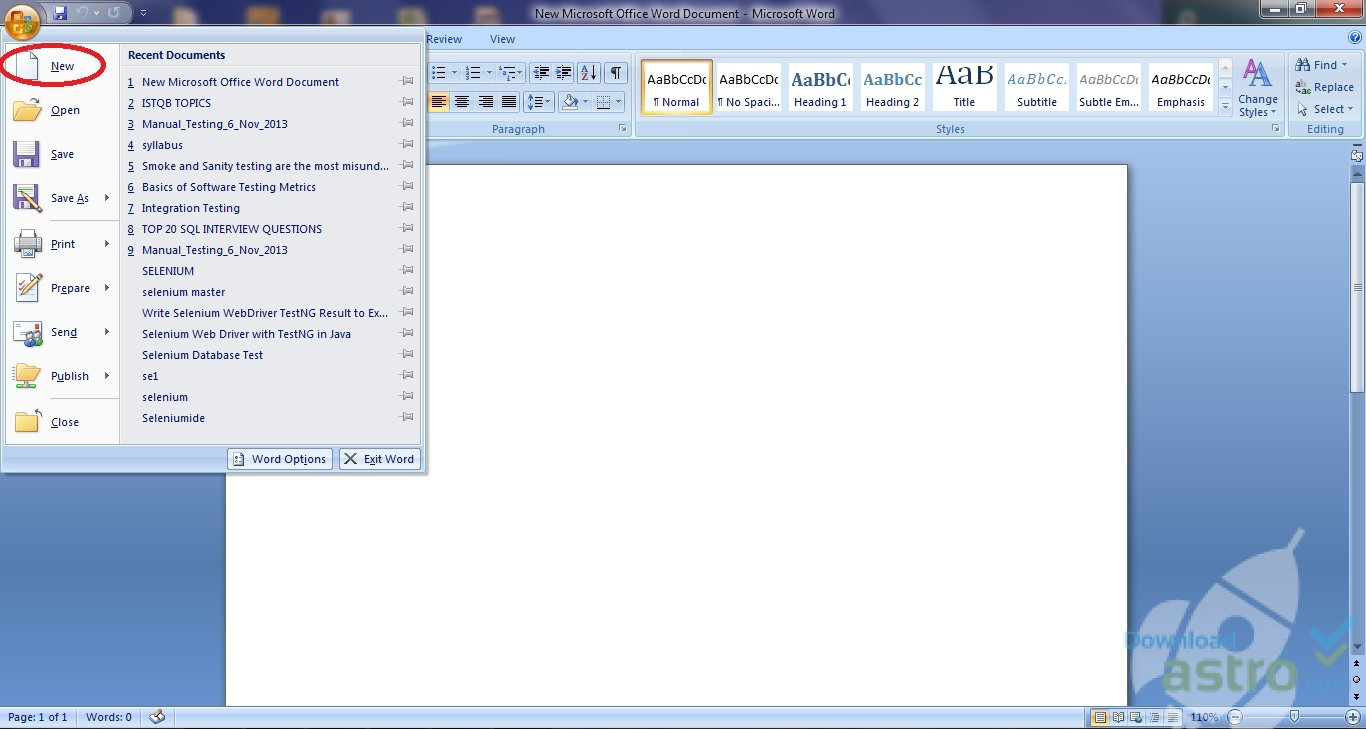 New Microsoft Office Word Document - Microsoft Word
Review View
New
Open
Save
Save As
Print
Prepare
Send
Publish
Close
Recent Documents
1 New Microsoft Office Word Document
2 ISTQB TOPICS
3 Manual_Testing_6_Nov_2013
4 syllabus
5 Smoke and Sanity testing are the most misund...
6 Basics of Software Testing Metrics
7 Integration Testing
8 TOP 20 SQL INTERVIEW QUESTIONS
9 Manual_Testing_6_Nov_2013
SELENIUM
selenium master
Write Selenium WebDriver TestNG Result to Ex...
Selenium Web Driver with TestNG in Java
Selenium Database Test
se1
selenium
Seleniumide
Word Options Exit Word
Paragraph
AaBbCcDc AaBbCcDc AaBbC AaBbCc AaB AaBbCc. AaBbCcDc AaBbCcDc
¶ Normal ¶ No Spaci... Heading 1 Heading 2 Title Subtitle Subtle Em... Emphasis
Change
Styles
Styles
Find
Replace
Select
Editing
Download
astro.com
Page: 1 of 1 Words: 0 110%